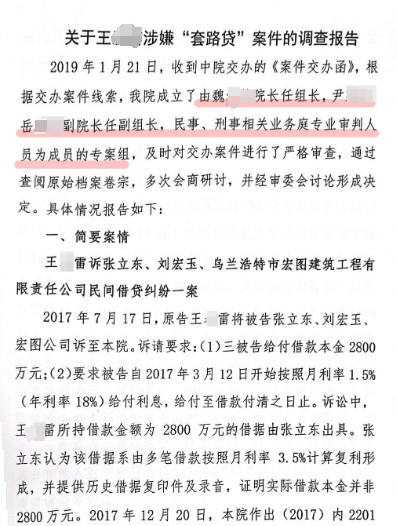 关于王 涉嫌“套路贷”案件的调查报告
2019年1月21日，收到中院交办的《案件交办函》，根
据交办案件线索，我院成立了由魏 院长任组长，尹
岳 副院长任副组长，民事、刑事相关业务庭专业审判人
员为成员的专案组，及时对交办案件进行了严格审查，通过
查阅原始档案卷宗，多次会商研讨，并经审委会讨论形成决
定。具体情况报告如下：
一、简要案情
王 雷诉张立东、刘宏玉、乌兰浩特市宏图建筑工程有
限责任公司民间借贷纠纷一案
2017年7月17日，原告王 雷将被告张立东、刘宏玉、
宏图公司诉至本院。诉请要求：(1)三被告给付借款本金2800
万元；(2)要求被告自2017年3月12日开始按照月利率1.5%
（年利率18%）给付利息，给付至借款付清之日止。诉讼中，
王 雷所持借款金额为2800万元的借据由张立东出具。张
立东认为该借据系由多笔借款按照月利率3.5%计算复利形
成，并提供历史借据复印件及录音，证明实际借款本金并非
2800万元。2017年12月20日，本院作出（2017）内2201